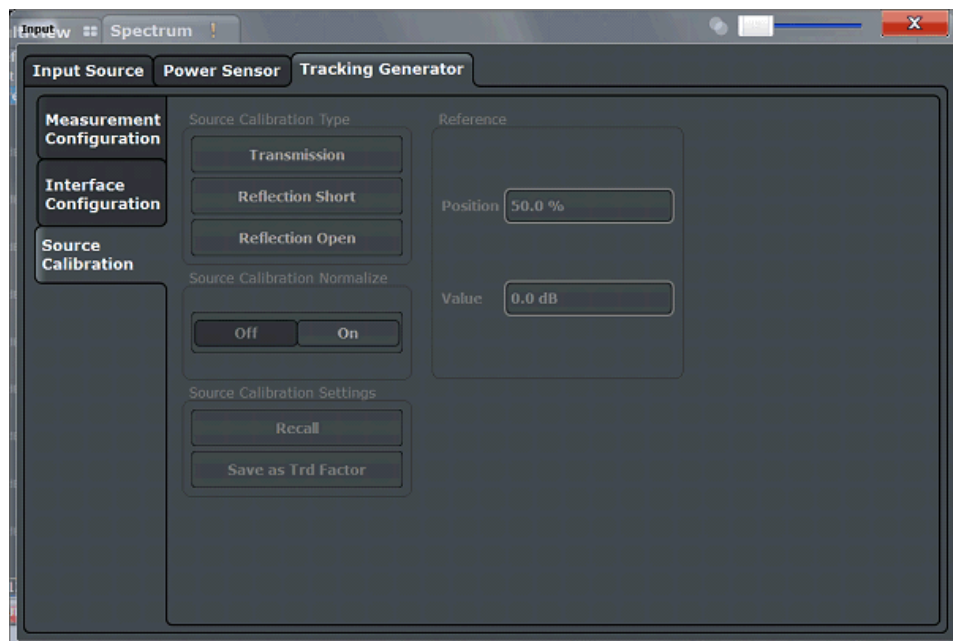 Input
Spectrum !
X
Input Source
Power Sensor
Tracking Generator
Measurement
Configuration
Interface
Configuration
Source
Calibration
Source Calibration Type
Transmission
Reflection Short
Reflection Open
Source Calibration Normalize
Off
On
Source Calibration Settings
Recall
Save as Trd Factor
Reference
Position
50.0 %
Value
0.0 dB